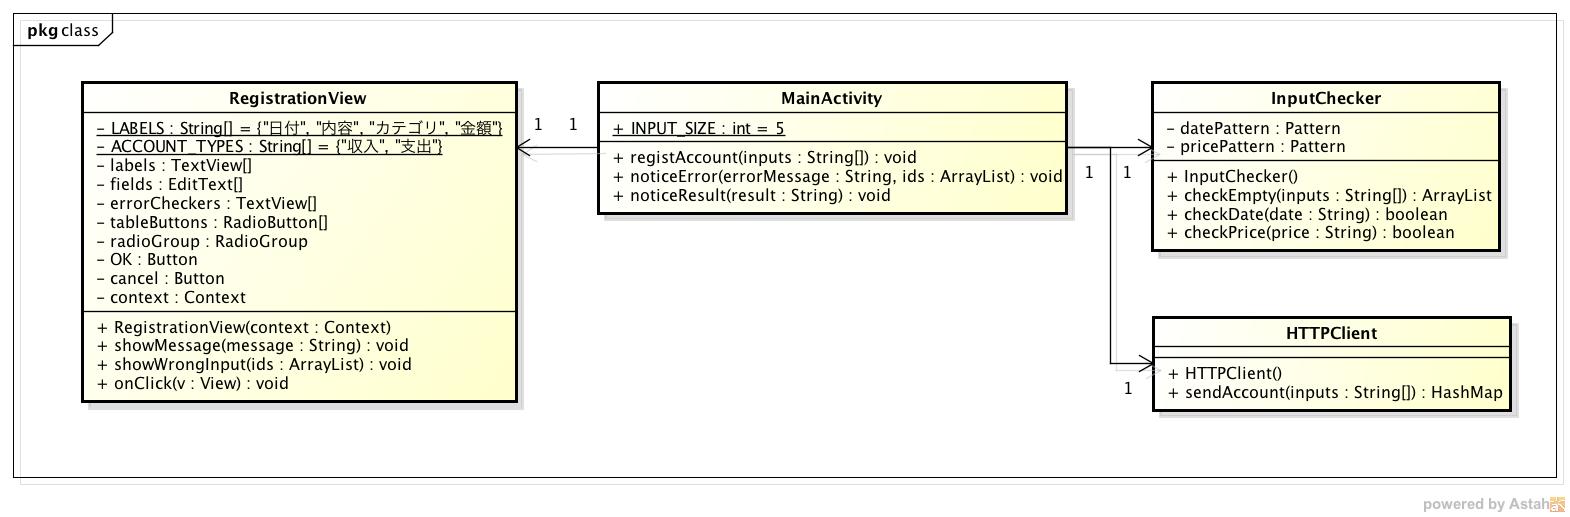 pkg class
RegistrationView
- LABELS : String[] = {"日付", "内容", "カテゴリ", "金額"}
- ACCOUNT_TYPES : String[] = {"収入", "支出"}
- labels : TextView[]
- fields : EditText[]
- errorCheckers : TextView[]
- tableButtons : RadioButton[]
- radioGroup : RadioGroup
- OK : Button
- cancel : Button
- context : Context
+ RegistrationView(context : Context)
+ showMessage(message : String) : void
+ showWrongInput(ids : ArrayList) : void
+ onClick(v : View) : void
1
1
MainActivity
+ INPUT_SIZE : int = 5
+ registAccount(inputs : String[]) : void
+ noticeError(errorMessage : String, ids : ArrayList) : void
+ noticeResult(result : String) : void
1
1
InputChecker
- datePattern : Pattern
- pricePattern : Pattern
+ InputChecker()
+ checkEmpty(inputs : String[]) : ArrayList
+ checkDate(date : String) : boolean
+ checkPrice(price : String) : boolean
1
HTTPClient
+ HTTPClient()
+ sendAccount(inputs : String[]) : HashMap
powered by Astah